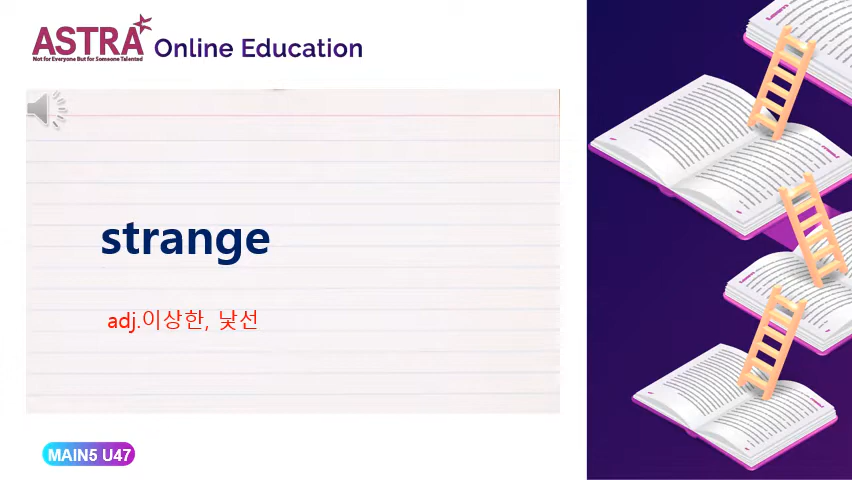 ASTRA
Not for Everyone But for Someone Talented
Online Education
strange
adj.이상한, 낯선
MAIN5 U47